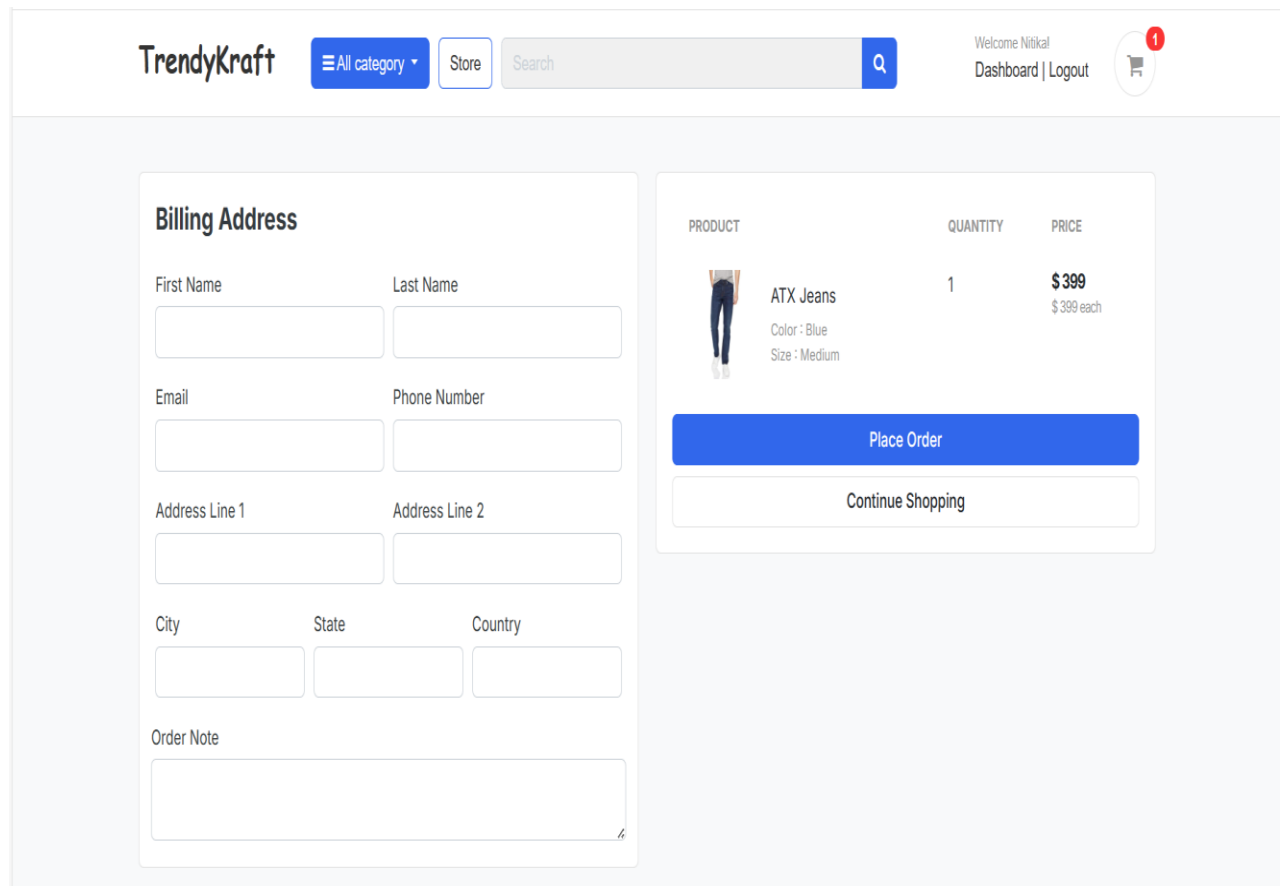 TrendyKraft
All category
Store
Search
Welcome Nitika!
Dashboard | Logout
1
Billing Address
First Name
Last Name
Email
Phone Number
Address Line 1
Address Line 2
City
State
Country
Order Note
PRODUCT
QUANTITY
PRICE
ATX Jeans
Color : Blue
Size : Medium
1
$ 399
$ 399 each
Place Order
Continue Shopping